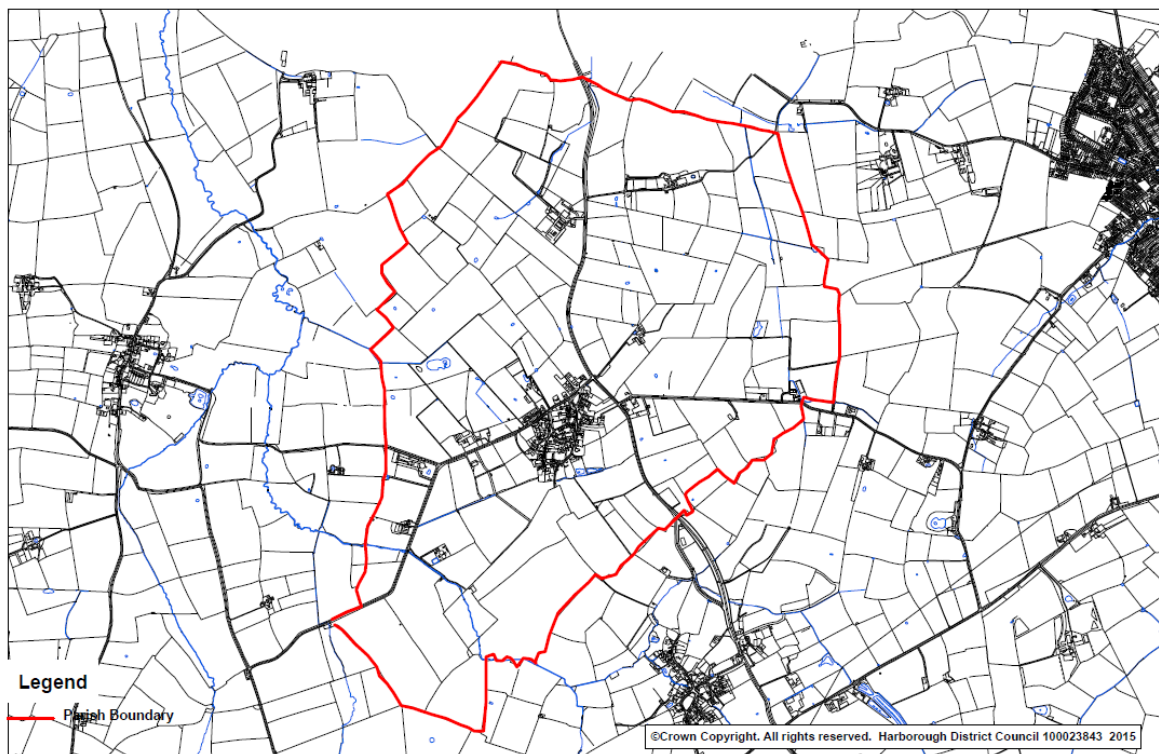 Legend
Parish Boundary
©Crown Copyright. All rights reserved. Harborough District Council 100023843 2015